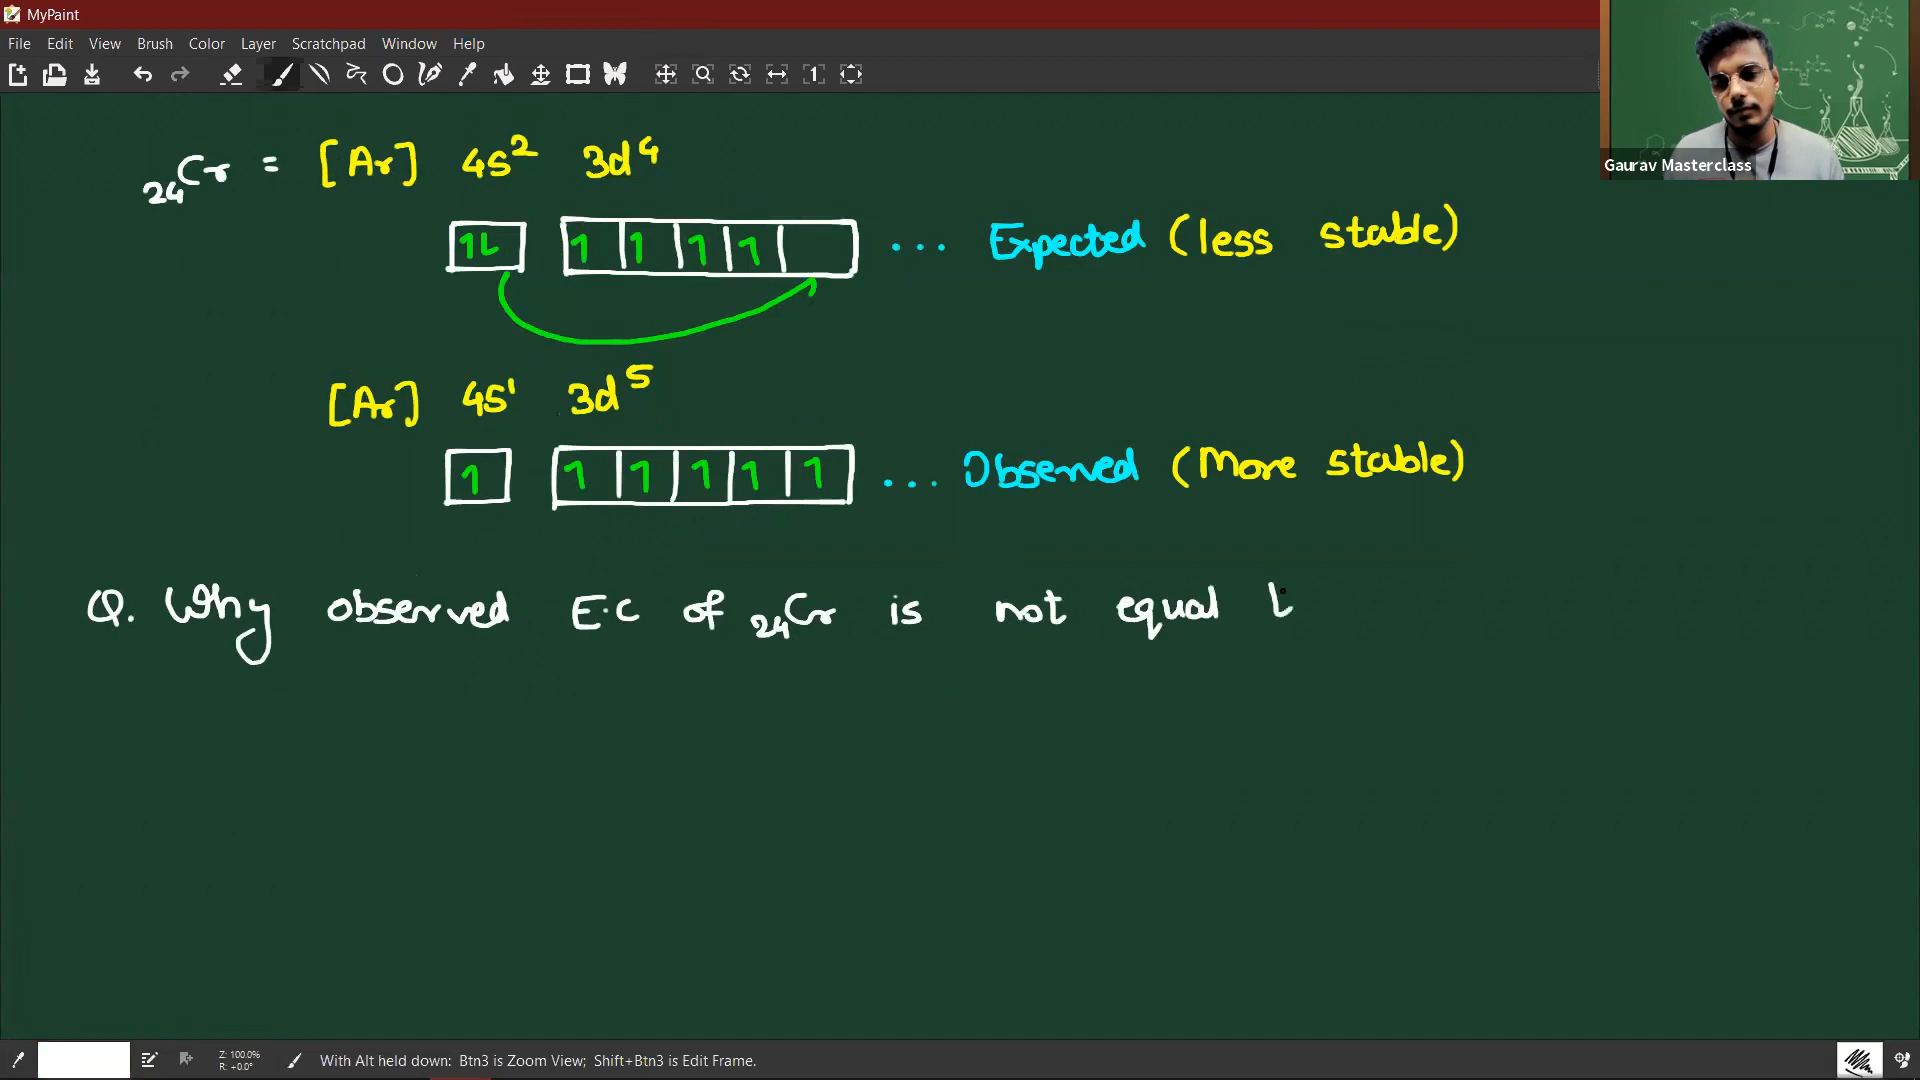 MyPaint
File Edit View Brush Color Layer Scratchpad Window Help
Gaurav Masterclass
₂₄Cr = [Ar] 4s² 3d⁴
1L 1 1 1 1 ... Expected (less stable)
[Ar] 4s¹ 3d⁵
1 1 1 1 1 1 ... Observed (More stable)
Q. Why observed E.C of ₂₄Cr is not equal t
Z: 100.0%
R: +0.0°
With Alt held down: Btn3 is Zoom View; Shift+Btn3 is Edit Frame.